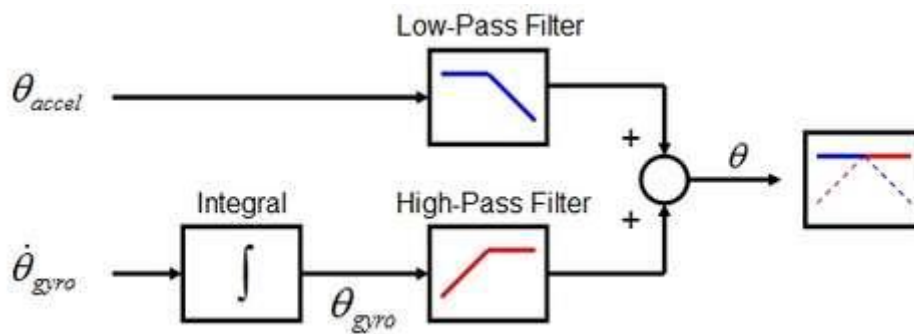 Low-Pass Filter
θaccel
+
θ
Integral
High-Pass Filter
+
θ̇gyro
∫
θgyro